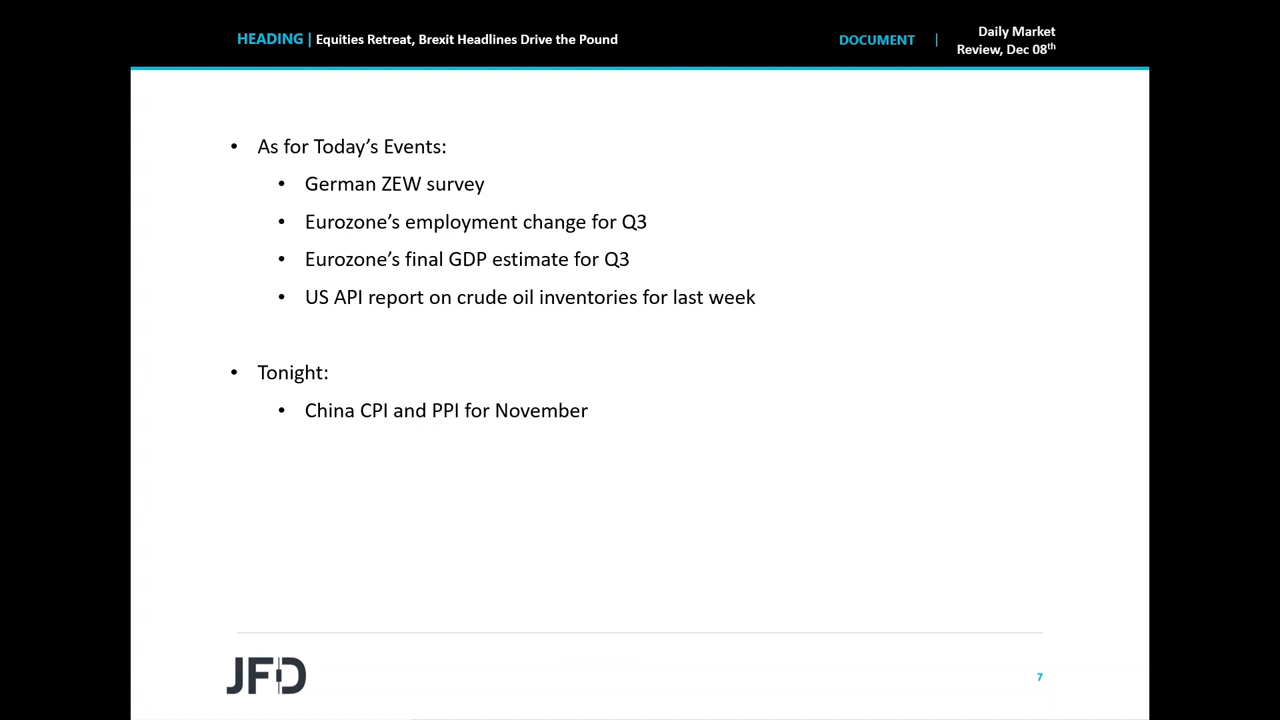 HEADING | Equities Retreat, Brexit Headlines Drive the Pound
DOCUMENT | Daily Market
Review, Dec 08th
• As for Today’s Events:
• German ZEW survey
• Eurozone’s employment change for Q3
• Eurozone’s final GDP estimate for Q3
• US API report on crude oil inventories for last week
• Tonight:
• China CPI and PPI for November
JFD
7